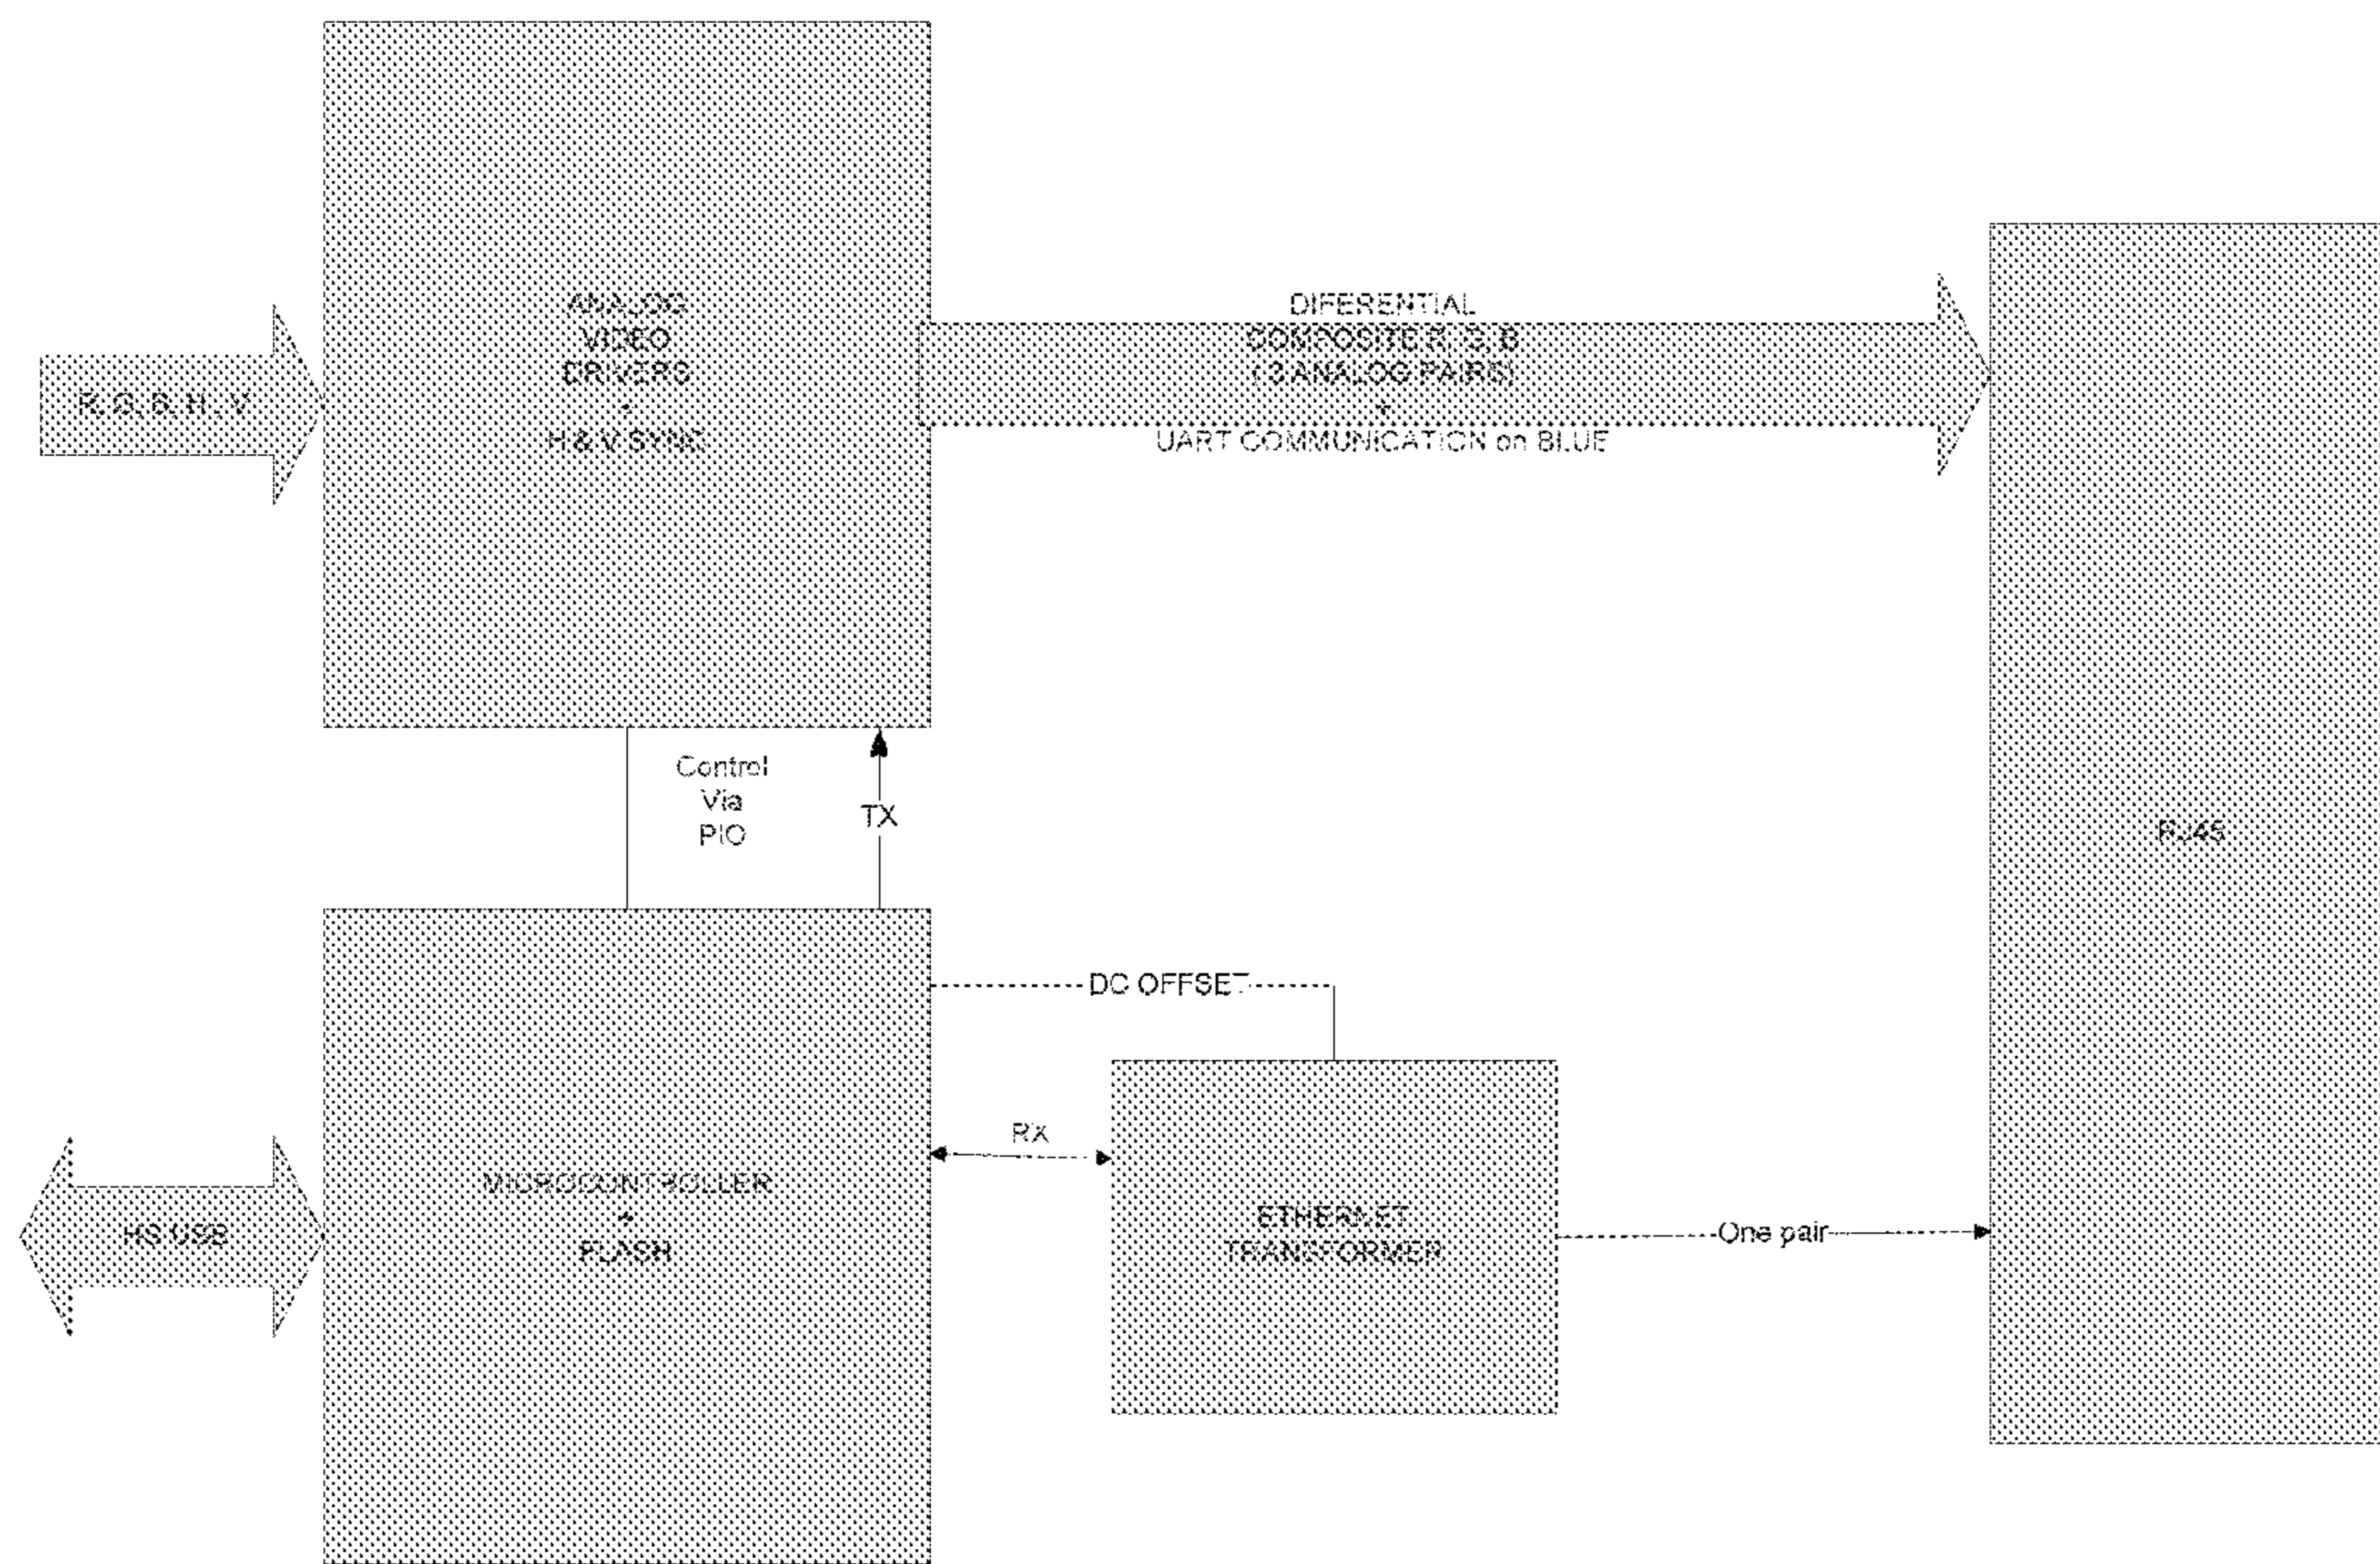 ANALOG
VIDEO
DRIVERS
+
H & V SYNC
R, G, B, H, V
DIFERENTIAL
COMPOSITE R, G, B
( 3 ANALOG PAIRS)
+
UART COMMUNICATION on BLUE
Control
Via
PIO
TX
RJ45
DC OFFSET
RX
MICROCONTROLLER
+
FLASH
HS USB
ETHERNET
TRANSFORMER
One pair